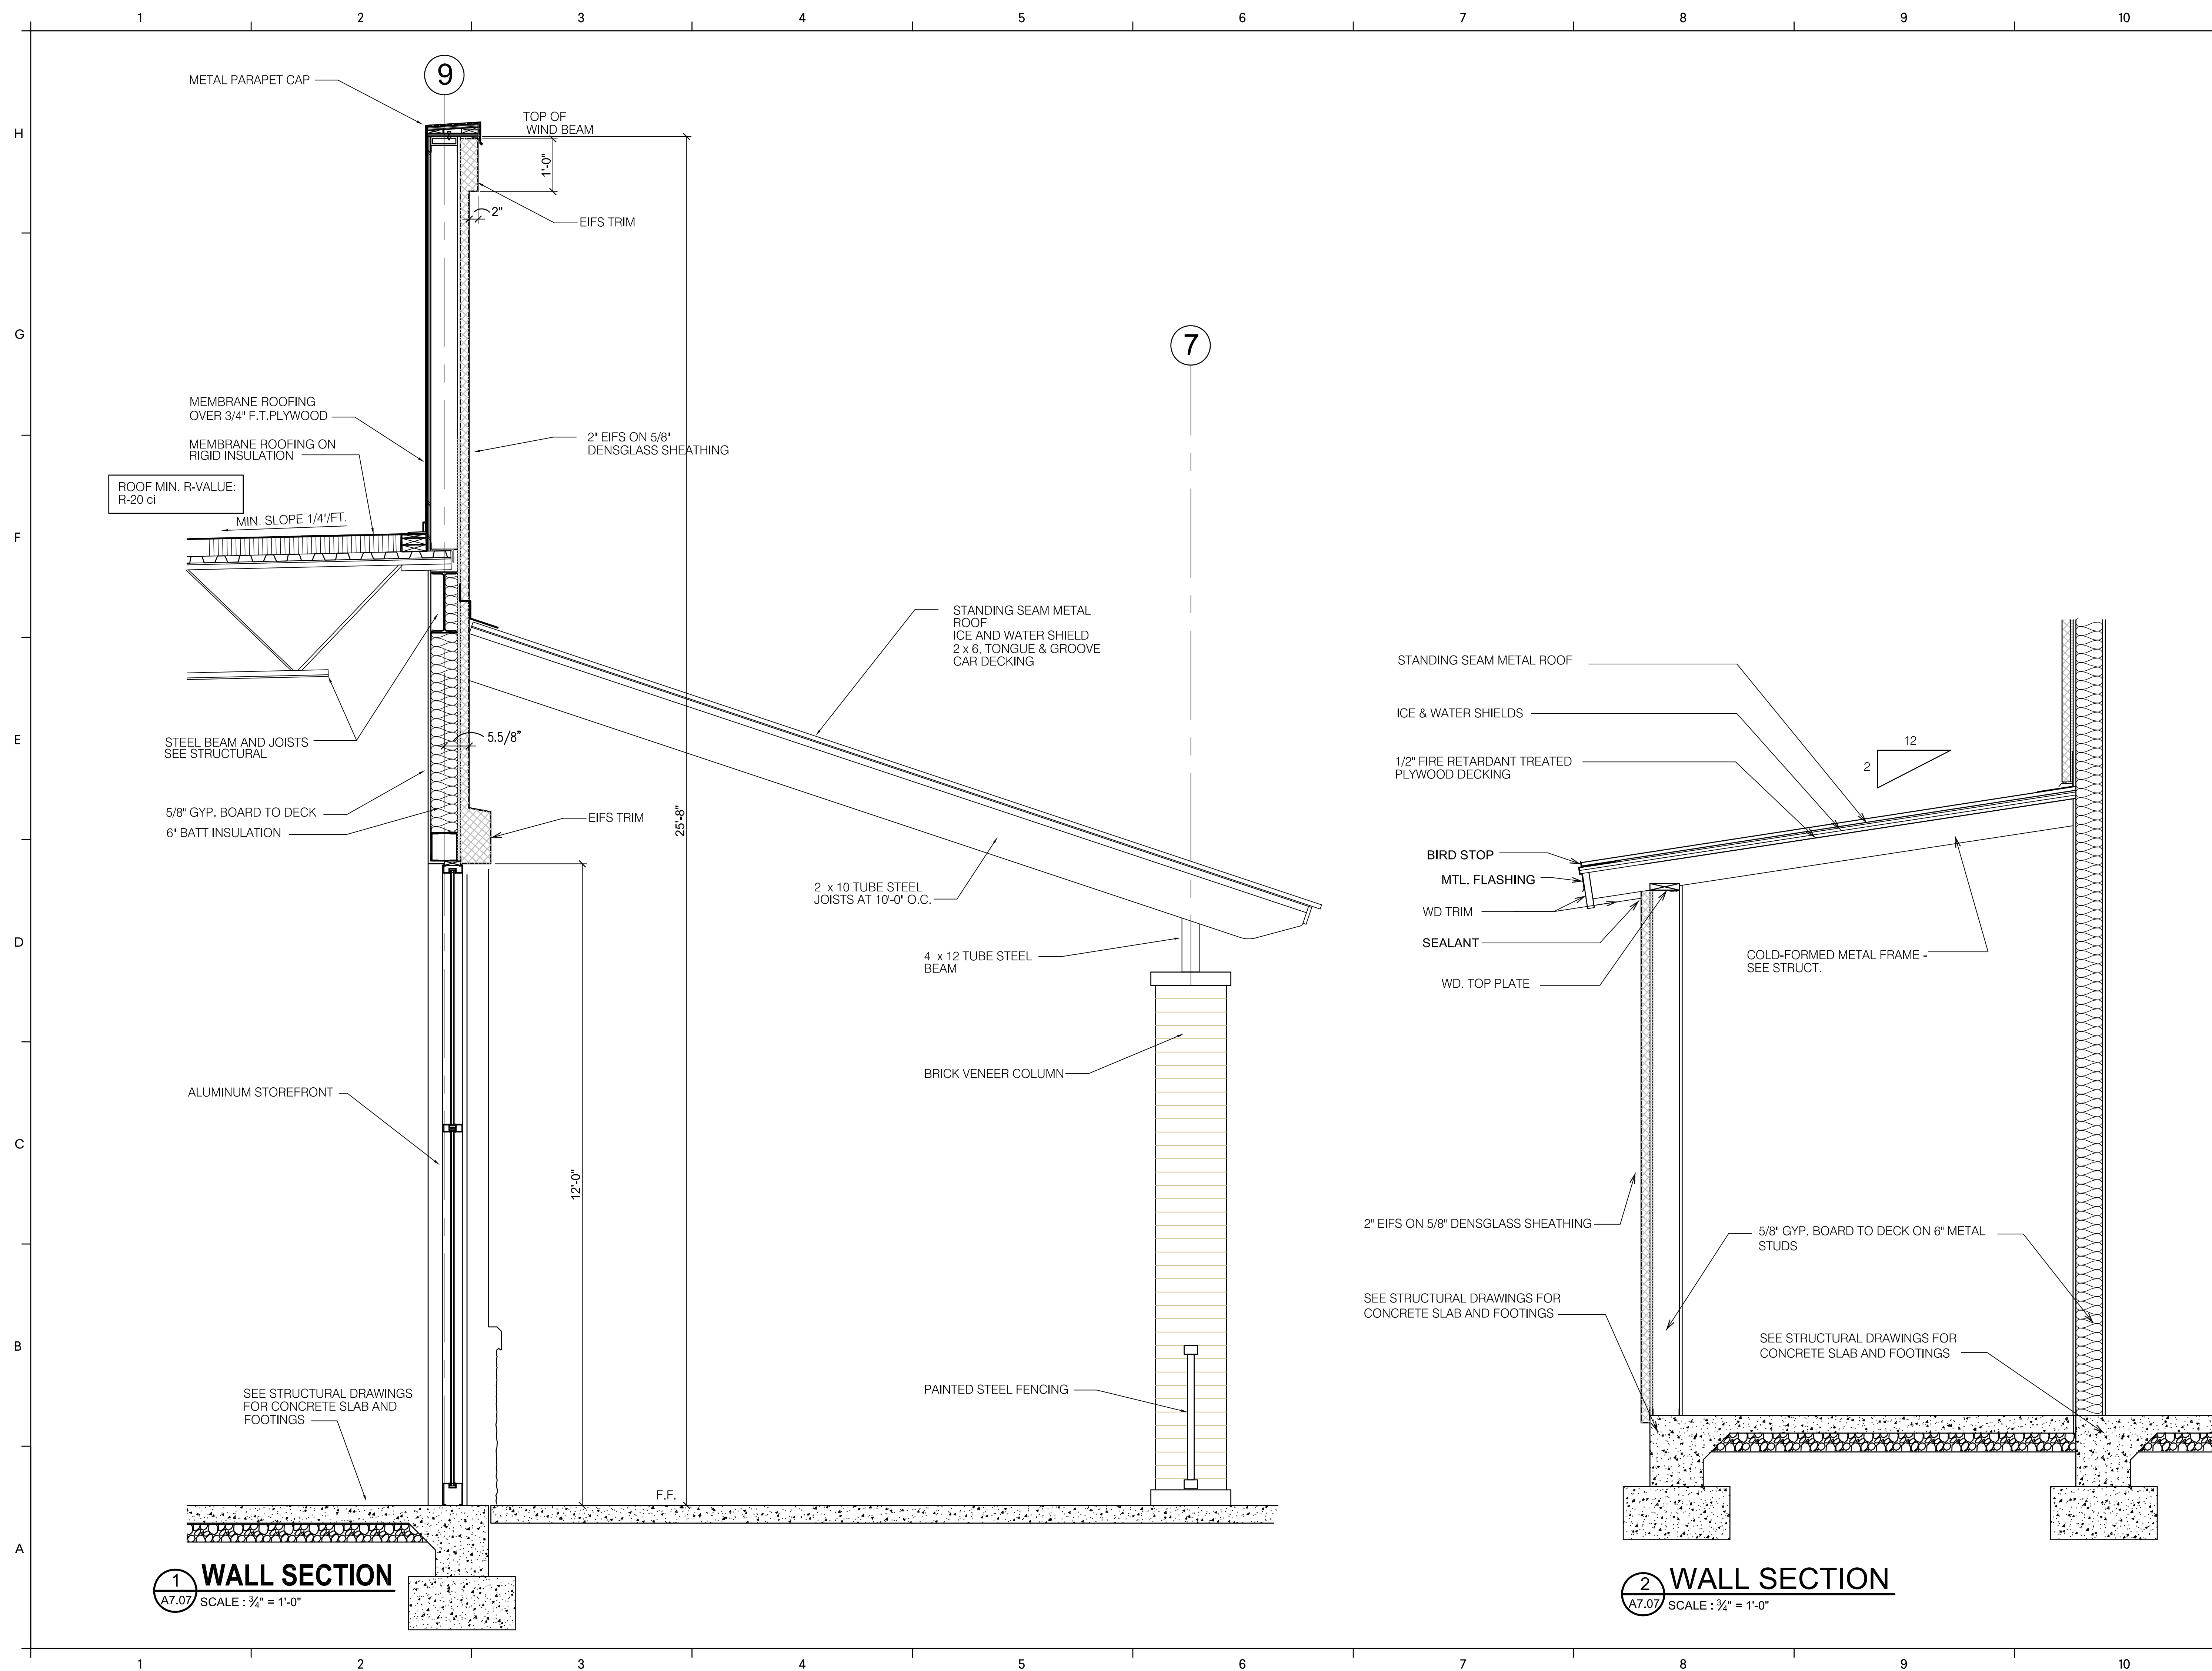 1 2 3 4 5 6 7 8 9 10
H
G
F
E
D
C
B
A
9
METAL PARAPET CAP
TOP OF
WIND BEAM
1'-0"
2"
EIFS TRIM
7
MEMBRANE ROOFING
OVER 3/4" F.T.PLYWOOD
MEMBRANE ROOFING ON
RIGID INSULATION
ROOF MIN. R-VALUE:
R-20 ci
MIN. SLOPE 1/4"/FT.
2" EIFS ON 5/8"
DENSGLASS SHEATHING
STANDING SEAM METAL
ROOF
ICE AND WATER SHIELD
2 x 6, TONGUE & GROOVE
CAR DECKING
STEEL BEAM AND JOISTS
SEE STRUCTURAL
5.5/8"
5/8" GYP. BOARD TO DECK
6" BATT INSULATION
EIFS TRIM
25'-8"
2 x 10 TUBE STEEL
JOISTS AT 10'-0" O.C.
4 x 12 TUBE STEEL
BEAM
BRICK VENEER COLUMN
ALUMINUM STOREFRONT
12'-0"
PAINTED STEEL FENCING
SEE STRUCTURAL DRAWINGS
FOR CONCRETE SLAB AND
FOOTINGS
F.F.
1
A7.07
WALL SECTION
SCALE : ¾" = 1'-0"
STANDING SEAM METAL ROOF
ICE & WATER SHIELDS
1/2" FIRE RETARDANT TREATED
PLYWOOD DECKING
12
2
BIRD STOP
MTL. FLASHING
WD TRIM
SEALANT
WD. TOP PLATE
COLD-FORMED METAL FRAME -
SEE STRUCT.
2" EIFS ON 5/8" DENSGLASS SHEATHING
5/8" GYP. BOARD TO DECK ON 6" METAL
STUDS
SEE STRUCTURAL DRAWINGS FOR
CONCRETE SLAB AND FOOTINGS
SEE STRUCTURAL DRAWINGS FOR
CONCRETE SLAB AND FOOTINGS
2
A7.07
WALL SECTION
SCALE : ¾" = 1'-0"
1 2 3 4 5 6 7 8 9 10